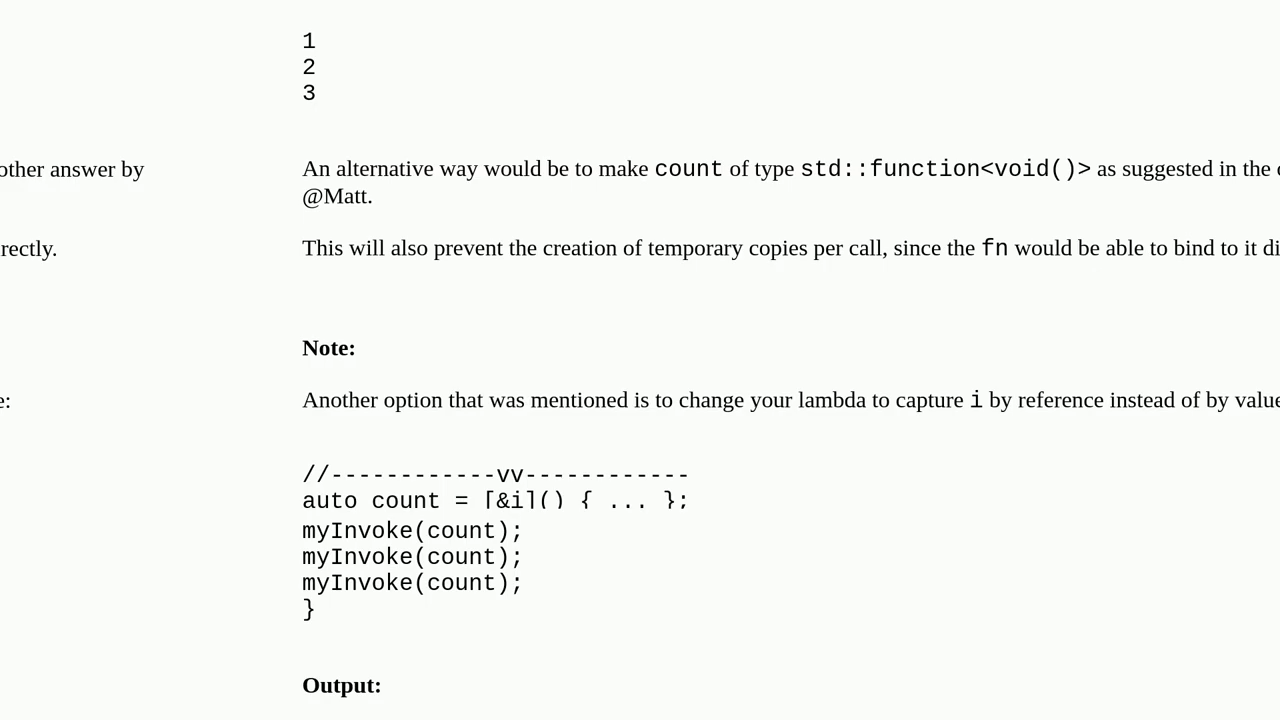 1
2
3
other answer by
An alternative way would be to make count of type std::function<void()> as suggested in the
@Matt.
rectly.
This will also prevent the creation of temporary copies per call, since the fn would be able to bind to it di
Note:
e:
Another option that was mentioned is to change your lambda to capture i by reference instead of by value
//------------vv------------
auto count = [&i]() { ... };
myInvoke(count);
myInvoke(count);
myInvoke(count);
}
Output: